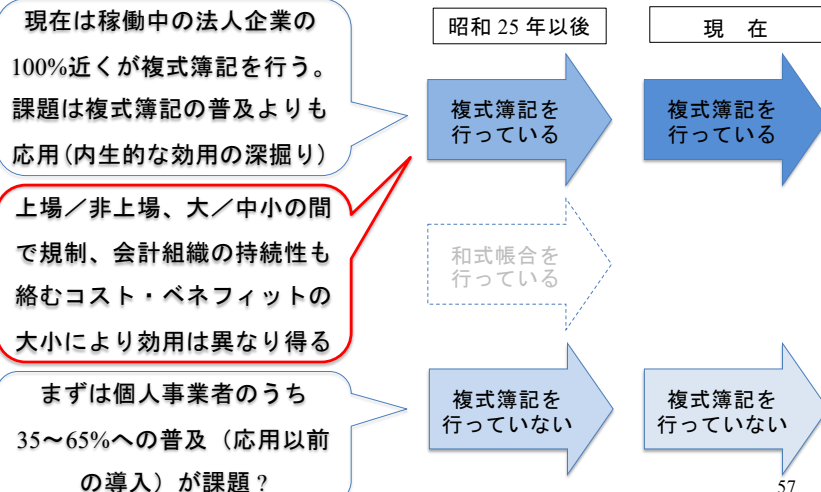 現在は稼働中の法人企業の
100%近くが複式簿記を行う。
課題は複式簿記の普及よりも
応用(内生的な効用の深掘り)
上場／非上場、大／中小の間
で規制、会計組織の持続性も
絡むコスト・ベネフィットの
大小により効用は異なり得る
まずは個人事業者のうち
35〜65%への普及（応用以前
の導入）が課題？
昭和 25 年以後
現　在
複式簿記を
行っている
複式簿記を
行っている
和式帳合を
行っている
複式簿記を
行っていない
複式簿記を
行っていない
57